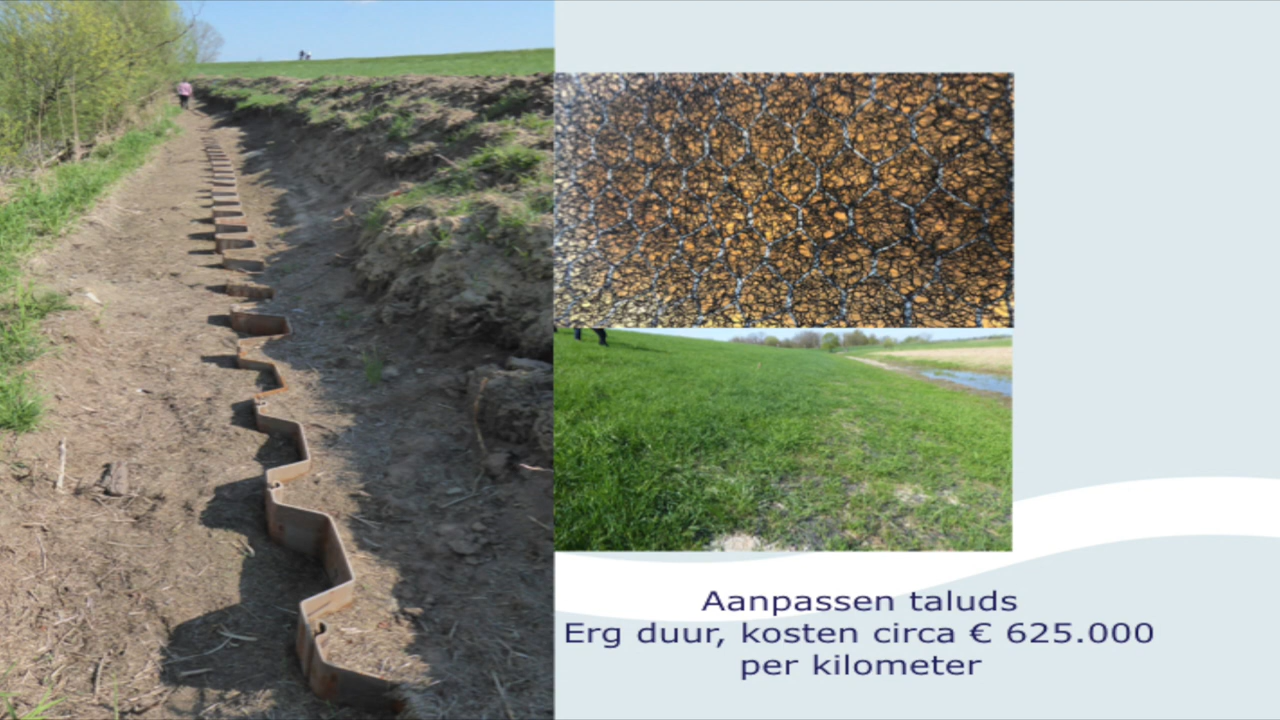 Aanpassen taluds
Erg duur, kosten circa € 625.000
per kilometer